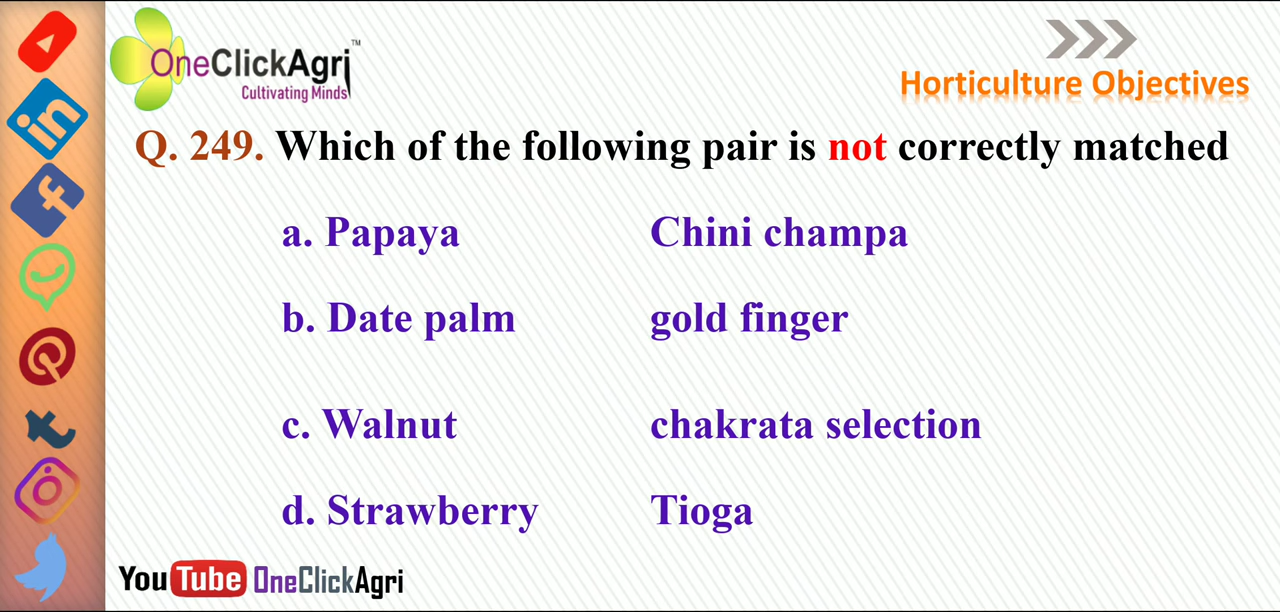 OneClickAgri™
Cultivating Minds
Horticulture Objectives
Q. 249. Which of the following pair is not correctly matched
a. Papaya Chini champa
b. Date palm gold finger
c. Walnut chakrata selection
d. Strawberry Tioga
YouTube OneClickAgri